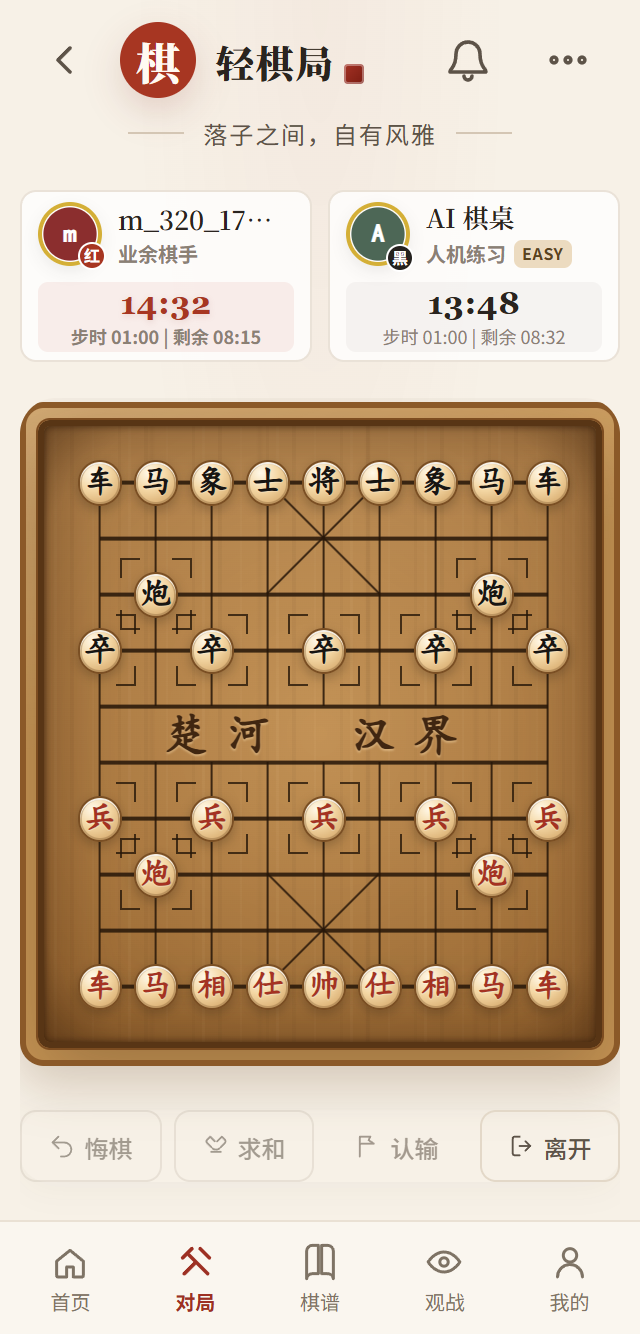 棋 轻棋局
落子之间，自有风雅
m 红 m_320_17… 业余棋手
14:32
步时 01:00 | 剩余 08:15
A 黑 AI 棋桌 人机练习 EASY
13:48
步时 01:00 | 剩余 08:32
车 马 象 士 将 士 象 马 车
炮 炮
卒 卒 卒 卒 卒
楚河 汉界
兵 兵 兵 兵 兵
炮 炮
车 马 相 仕 帅 仕 相 马 车
悔棋 求和 认输 离开
首页 对局 棋谱 观战 我的